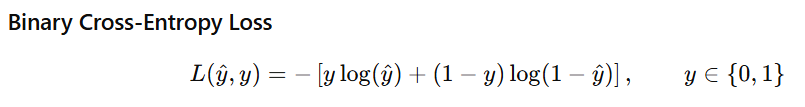 Binary Cross-Entropy Loss
L(ŷ, y) = − [y log(ŷ) + (1 − y) log(1 − ŷ)] , y ∈ {0, 1}